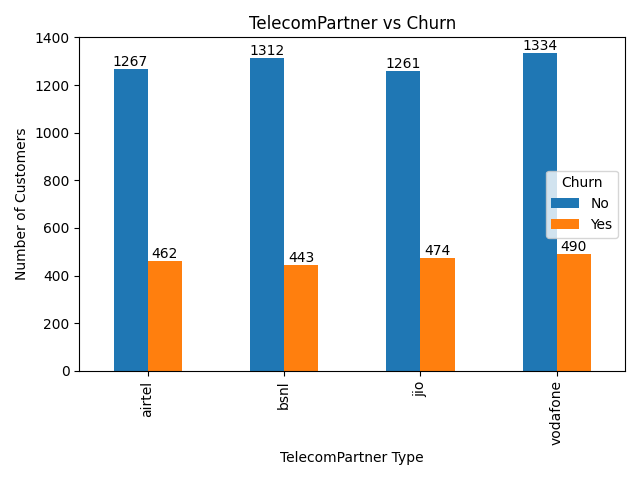 TelecomPartner vs Churn
1400
1200
1000
800
600
400
200
0
Number of Customers
1267
1312
1261
1334
462
443
474
490
Churn
No
Yes
airtel
bsnl
jio
vodafone
TelecomPartner Type